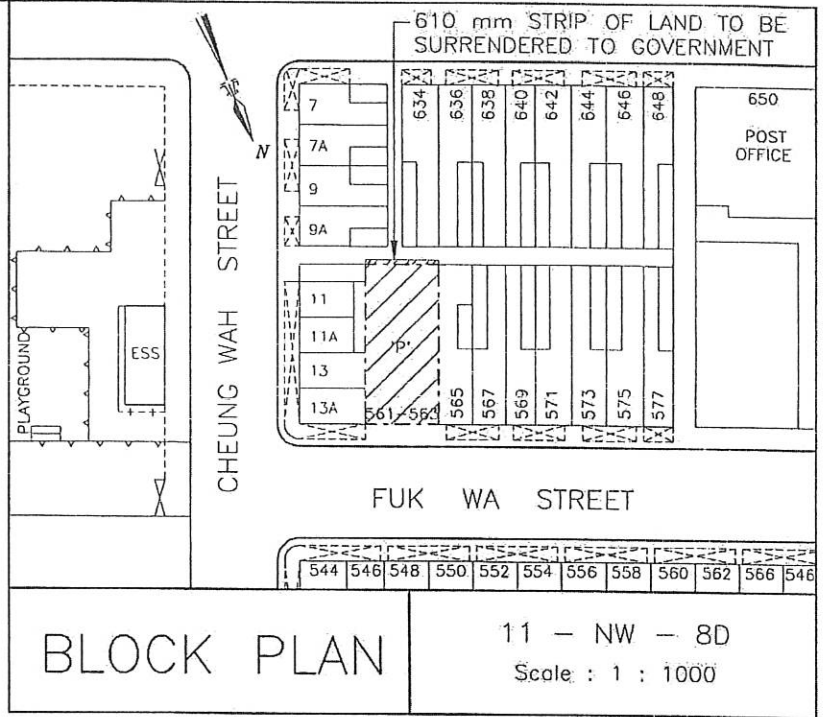 610 mm STRIP OF LAND TO BE
SURRENDERED TO GOVERNMENT
N
7
7A
9
9A
634
636
638
640
642
644
646
648
650
POST
OFFICE
CHEUNG WAH STREET
PLAYGROUND
ESS
11
11A
13
13A
'P'
561-563
565
567
569
571
573
575
577
FUK WA STREET
544
546
548
550
552
554
556
558
560
562
566
546
BLOCK PLAN
11 - NW - 8D
Scale : 1 : 1000